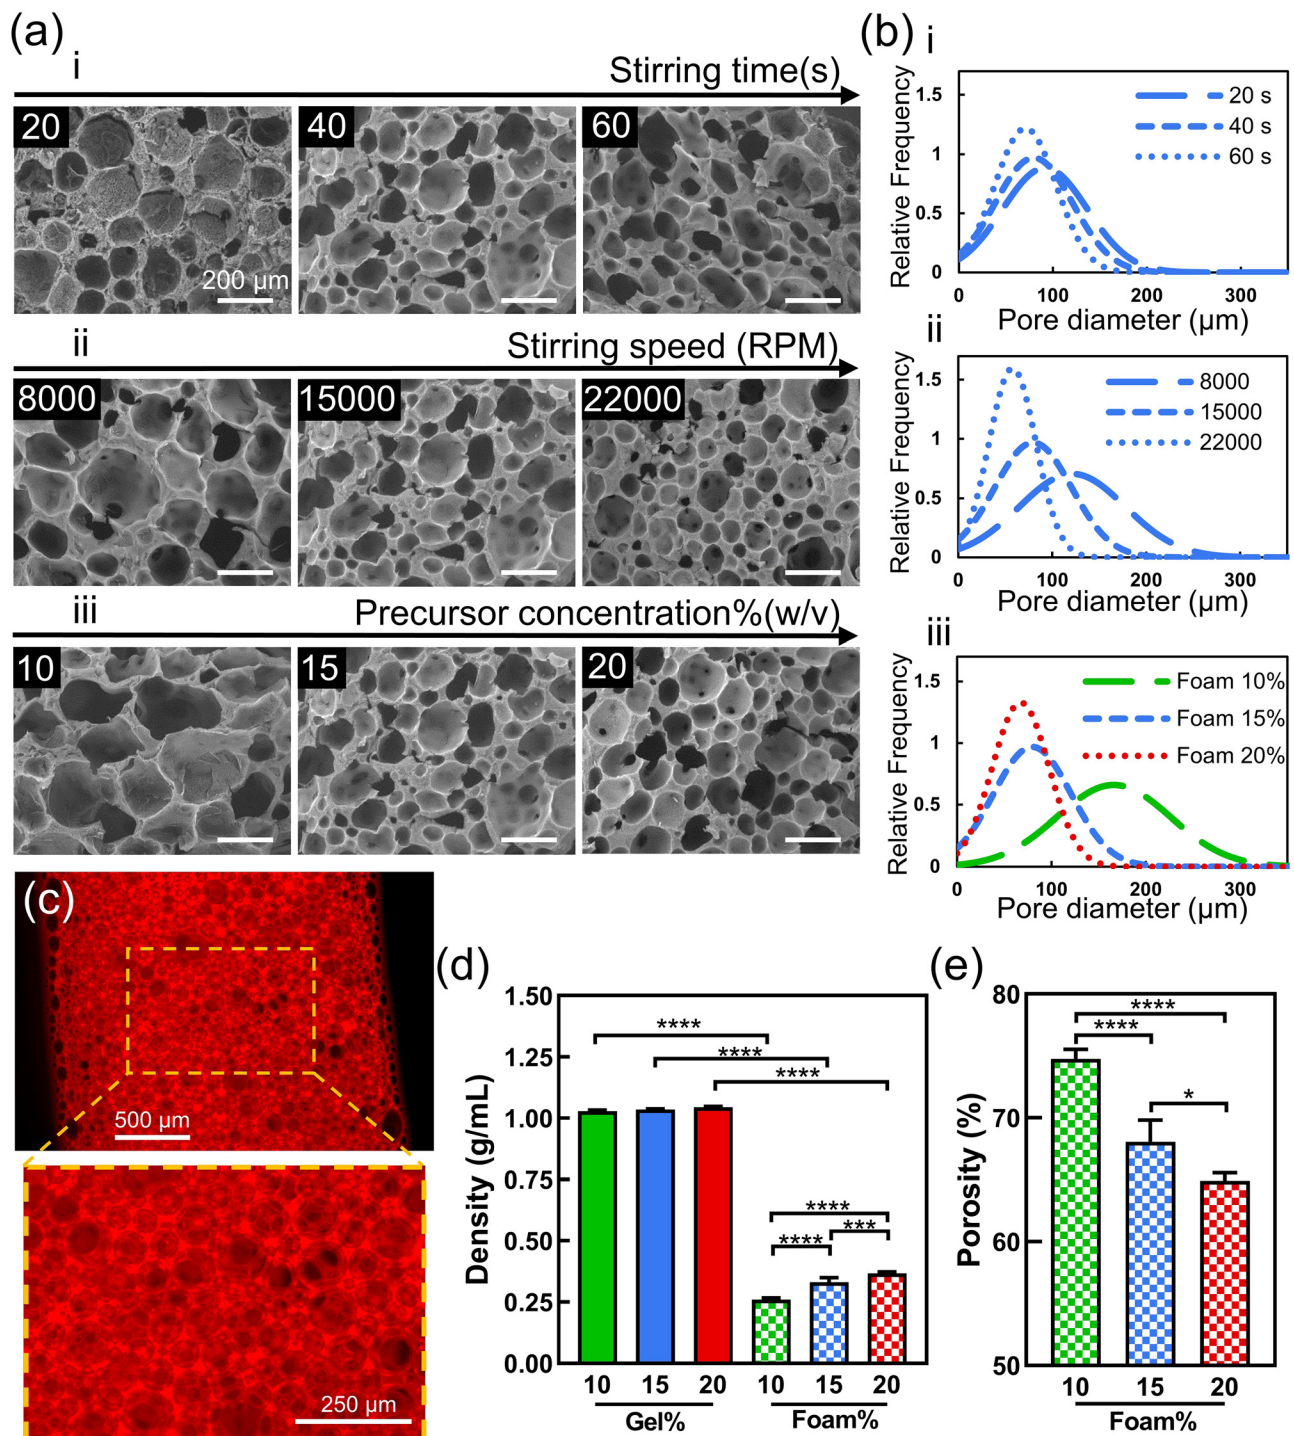 (a)
i
Stirring time(s)
20
40
60
200 µm
ii
Stirring speed (RPM)
8000
15000
22000
iii
Precursor concentration%(w/v)
10
15
20
(b)
i
Relative Frequency
1.5
1
0.5
0
0
100
200
300
Pore diameter (µm)
20 s
40 s
60 s
ii
Relative Frequency
1.5
1
0.5
0
0
100
200
300
Pore diameter (µm)
8000
15000
22000
iii
Relative Frequency
1.5
1
0.5
0
0
100
200
300
Pore diameter (µm)
Foam 10%
Foam 15%
Foam 20%
(c)
500 µm
250 µm
(d)
Density (g/mL)
1.50
1.25
1.00
0.75
0.50
0.25
0.00
****
****
****
****
****
***
10 15 20 10 15 20
Gel% Foam%
(e)
Porosity (%)
80
70
60
50
****
****
*
10 15 20
Foam%